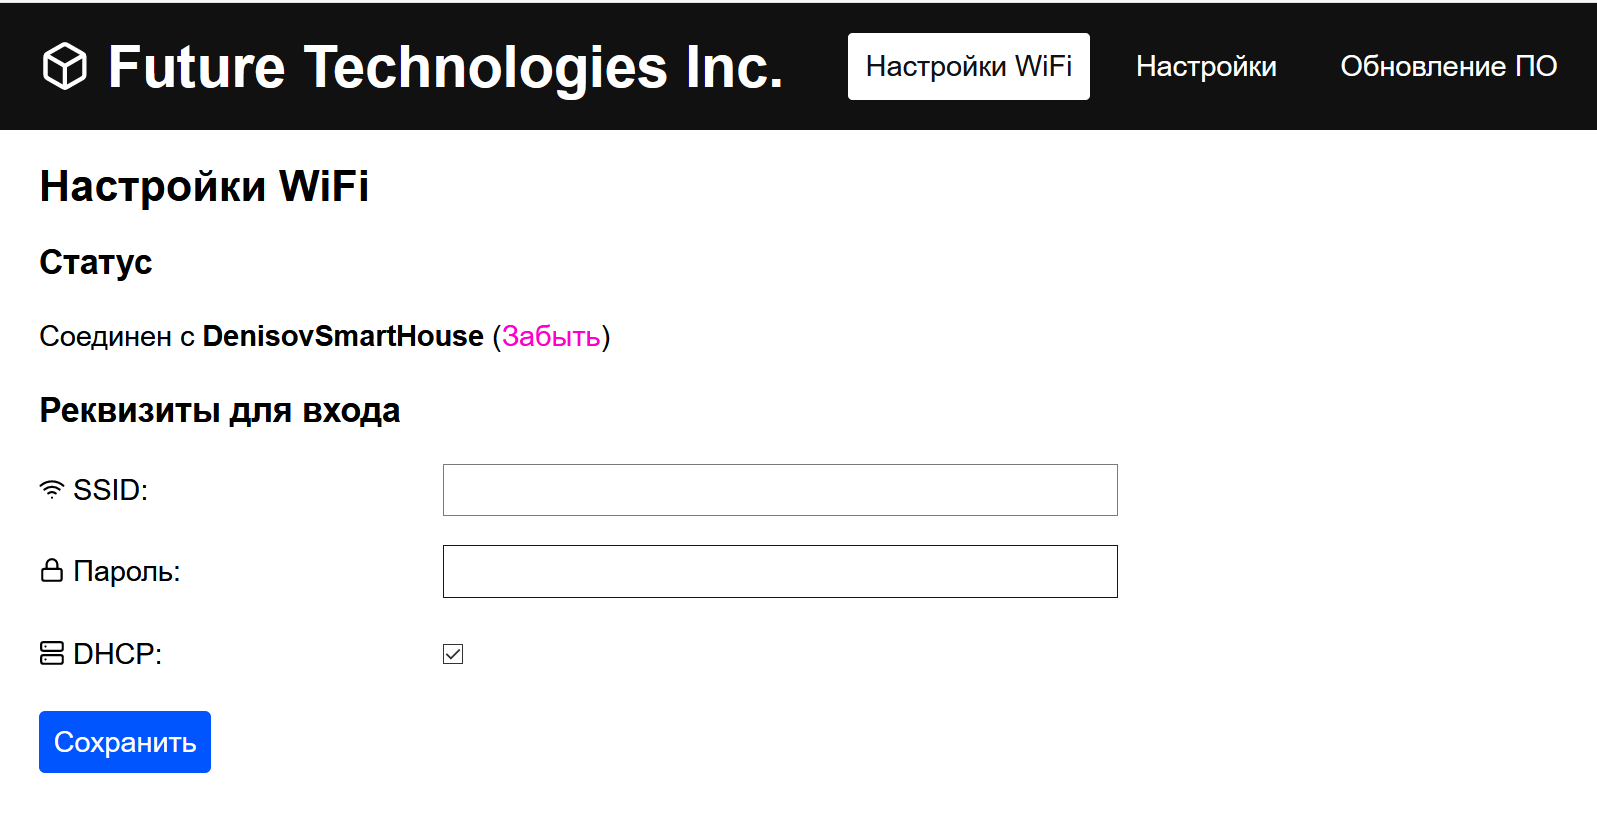 Future Technologies Inc. Настройки WiFi Настройки Обновление ПО
Настройки WiFi
Статус
Соединен с DenisovSmartHouse (Забыть)
Реквизиты для входа
SSID:
Пароль:
DHCP:
Сохранить